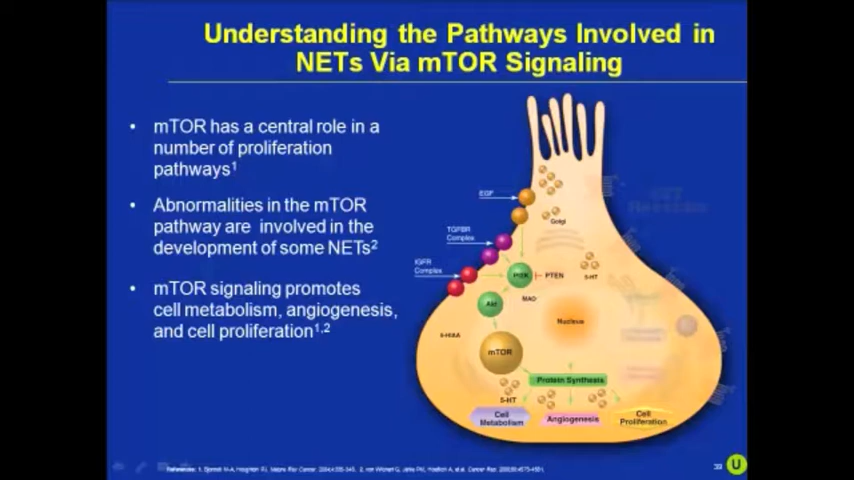 Understanding the Pathways Involved in
NETs Via mTOR Signaling
• mTOR has a central role in a
number of proliferation
pathways1
• Abnormalities in the mTOR
pathway are involved in the
development of some NETs2
• mTOR signaling promotes
cell metabolism, angiogenesis,
and cell proliferation1,2
EGF
TGFBR
Complex
IGFR
Complex
Golgi
PI3K
PTEN
5-HT
Akt
MAO
Nucleus
5-HIAA
mTOR
Protein Synthesis
5-HT
Cell
Metabolism
Angiogenesis
Cell
Proliferation
References: 1.
39
U